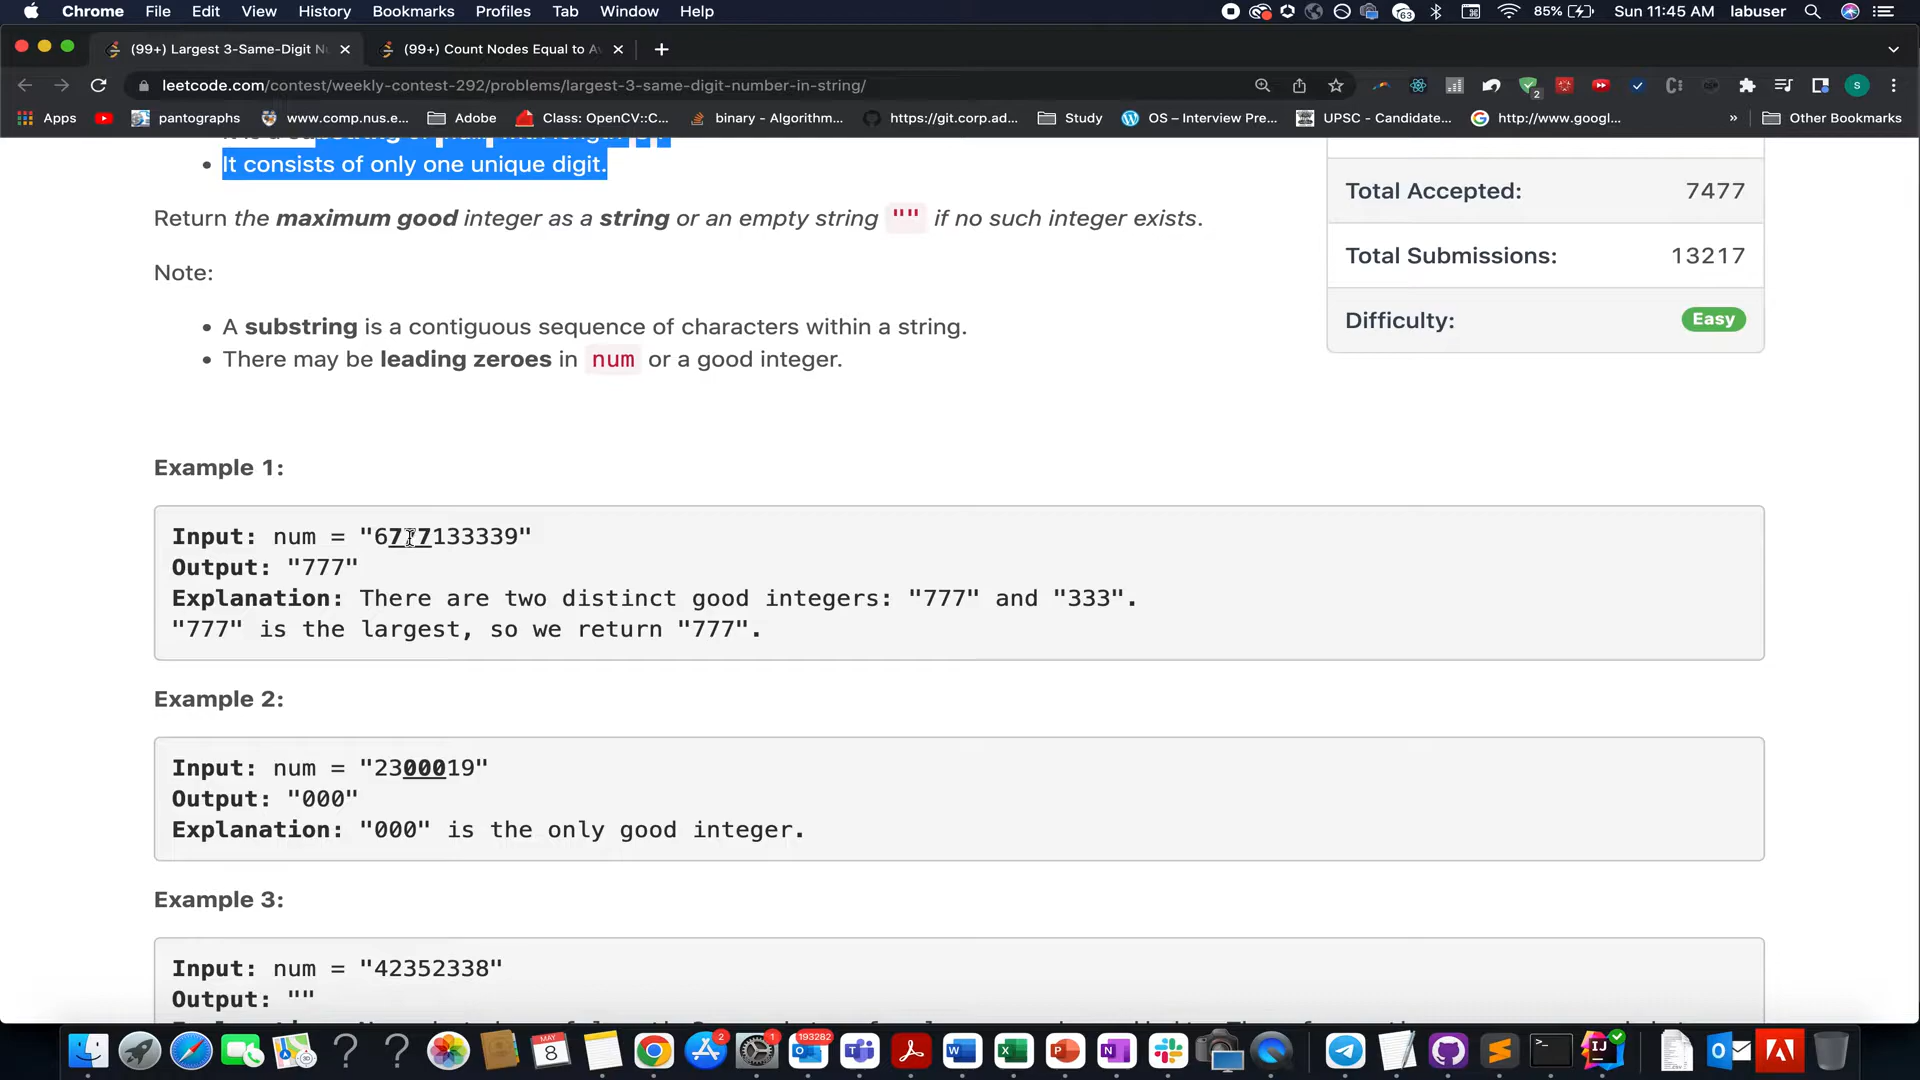 Chrome File Edit View History Bookmarks Profiles Tab Window Help 63 85% Sun 11:45 AM labuser
(99+) Largest 3-Same-Digit N (99+) Count Nodes Equal to A
leetcode.com/contest/weekly-contest-292/problems/largest-3-same-digit-number-in-string/ 2 S
Apps pantographs www.comp.nus.e... Adobe Class: OpenCV::C... binary - Algorithm... https://git.corp.ad... Study OS – Interview Pre... UPSC - Candidate... http://www.googl... » Other Bookmarks
• It consists of only one unique digit.
Total Accepted: 7477
Return the maximum good integer as a string or an empty string "" if no such integer exists.
Total Submissions: 13217
Note:
Difficulty: Easy
• A substring is a contiguous sequence of characters within a string.
• There may be leading zeroes in num or a good integer.
Example 1:
Input: num = "6777133339"
Output: "777"
Explanation: There are two distinct good integers: "777" and "333".
"777" is the largest, so we return "777".
Example 2:
Input: num = "2300019"
Output: "000"
Explanation: "000" is the only good integer.
Example 3:
Input: num = "42352338"
Output: ""
MAY 8 2 1 193282